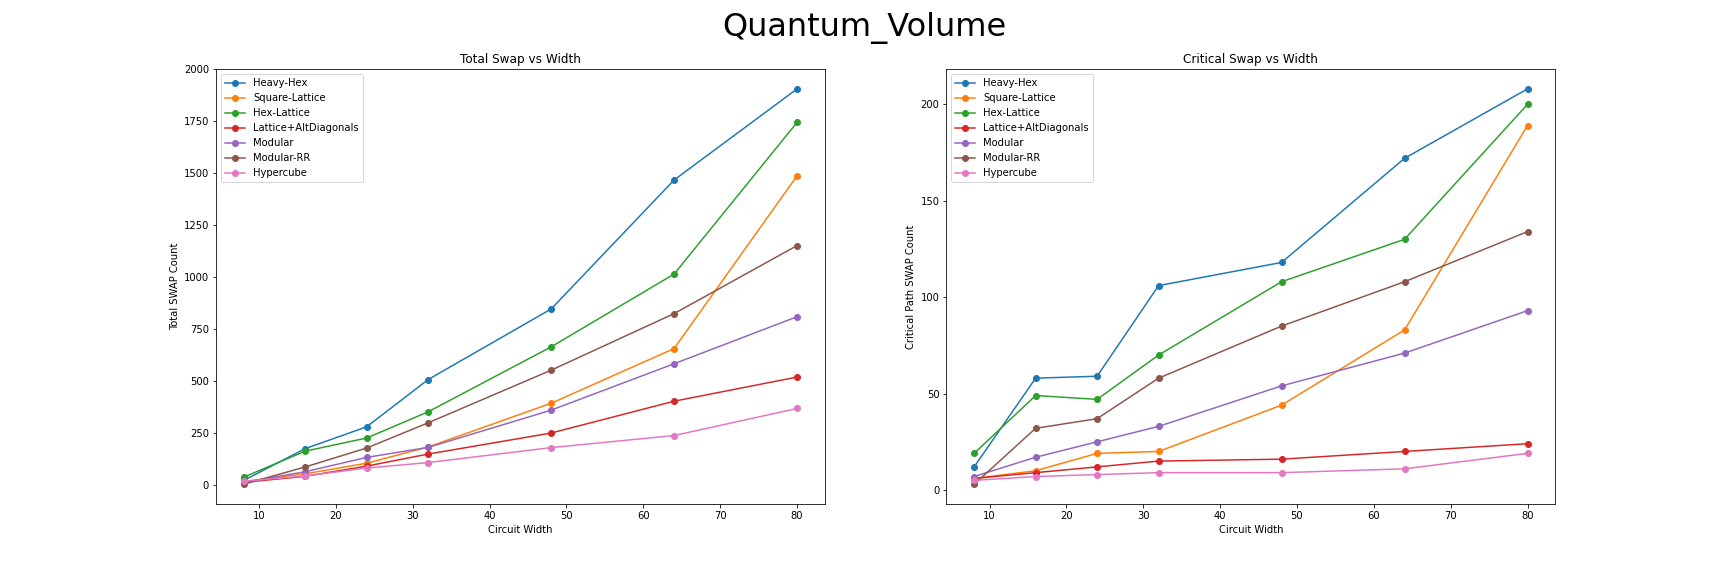 Quantum_Volume
Total Swap vs Width
Heavy-Hex
Square-Lattice
Hex-Lattice
Lattice+AltDiagonals
Modular
Modular-RR
Hypercube
Total SWAP Count
2000
1750
1500
1250
1000
750
500
250
0
10 20 30 40 50 60 70 80
Circuit Width
Critical Swap vs Width
Heavy-Hex
Square-Lattice
Hex-Lattice
Lattice+AltDiagonals
Modular
Modular-RR
Hypercube
Critical Path SWAP Count
200
150
100
50
0
10 20 30 40 50 60 70 80
Circuit Width